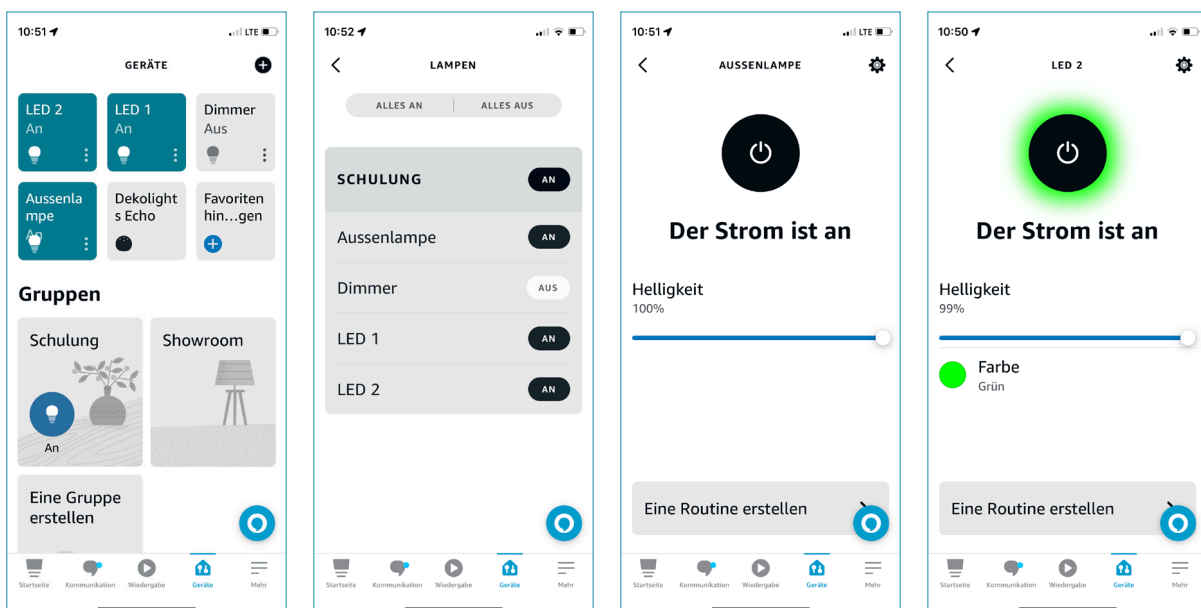 10:51
LTE
GERÄTE
LED 2
An
LED 1
An
Dimmer
Aus
Aussenla
mpe
An
Dekolight
s Echo
Favoriten
hin...gen
Gruppen
Schulung
An
Showroom
Eine Gruppe
erstellen
Startseite
Kommunikation
Wiedergabe
Geräte
Mehr
10:52
LAMPEN
ALLES AN
ALLES AUS
SCHULUNG
AN
Aussenlampe
AN
Dimmer
AUS
LED 1
AN
LED 2
AN
Startseite
Kommunikation
Wiedergabe
Geräte
Mehr
10:51
LTE
AUSSENLAMPE
Der Strom ist an
Helligkeit
100%
Eine Routine erstellen
Startseite
Kommunikation
Wiedergabe
Geräte
Mehr
10:50
LED 2
Der Strom ist an
Helligkeit
99%
Farbe
Grün
Eine Routine erstellen
Startseite
Kommunikation
Wiedergabe
Geräte
Mehr